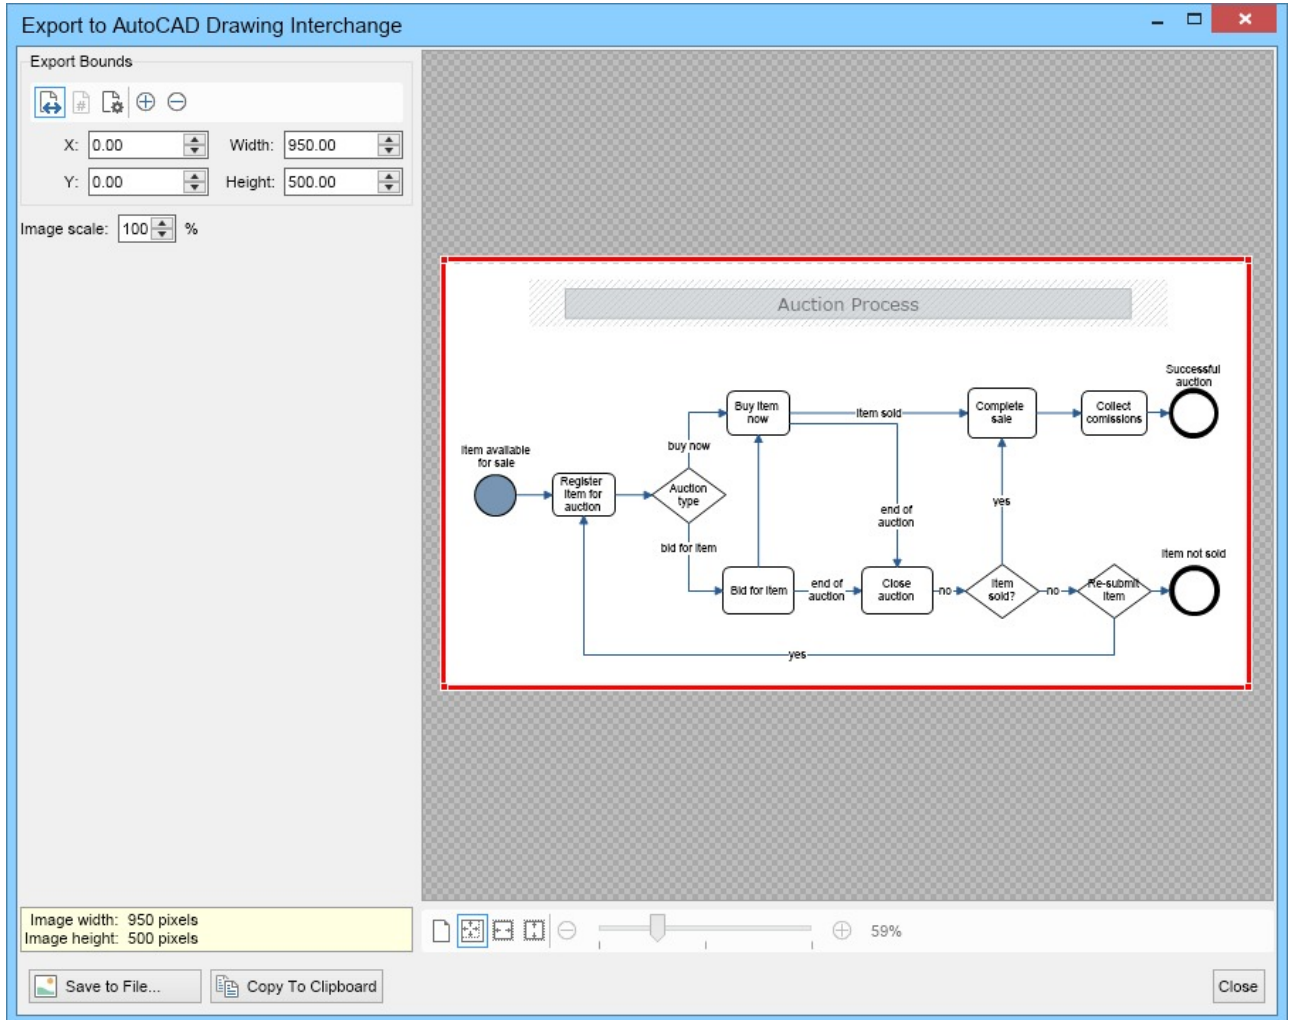 Export to AutoCAD Drawing Interchange
Export Bounds
X: 0.00 Width: 950.00
Y: 0.00 Height: 500.00
Image scale: 100 %
Auction Process
Successful
auction
Buy Item
now
Item sold
Complete
sale
Collect
comissions
buy now
Item available
for sale
Register
Item for
auction
Auction
type
yes
end of
auction
bid for Item
Item not sold
Bid for Item
end of
auction
Close
auction
no
Item
sold?
no
Re-submit
Item
yes
Image width: 950 pixels
Image height: 500 pixels
59%
Save to File...
Copy To Clipboard
Close